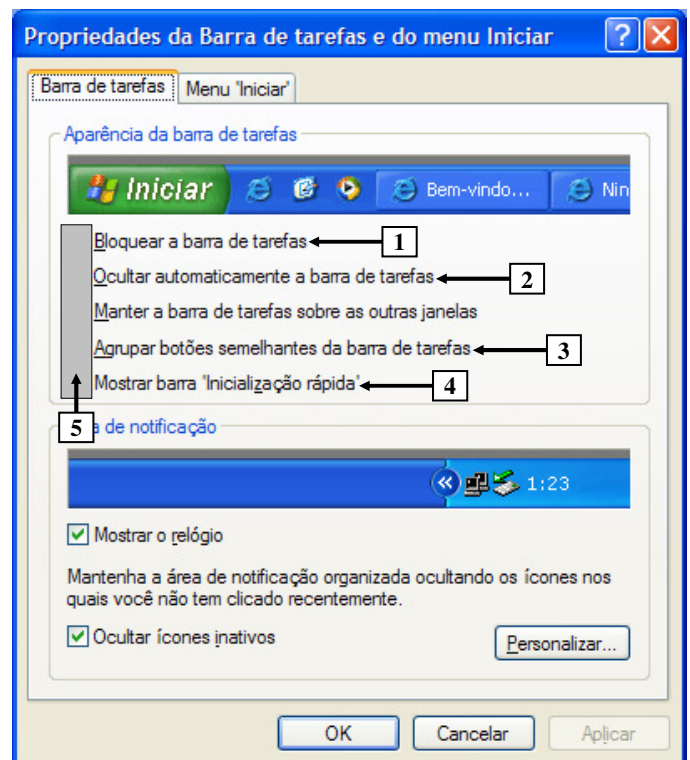 Propriedades da Barra de tarefas e do menu Iniciar
Barra de tarefas
Menu 'Iniciar'
Aparência da barra de tarefas
Iniciar
Bem-vindo...
Nin
Bloquear a barra de tarefas
1
Ocultar automaticamente a barra de tarefas
2
Manter a barra de tarefas sobre as outras janelas
Agrupar botões semelhantes da barra de tarefas
3
Mostrar barra 'Inicialização rápida'
4
5
de notificação
1:23
Mostrar o relógio
Mantenha a área de notificação organizada ocultando os ícones nos
quais você não tem clicado recentemente.
Ocultar ícones inativos
Personalizar...
OK
Cancelar
Aplicar